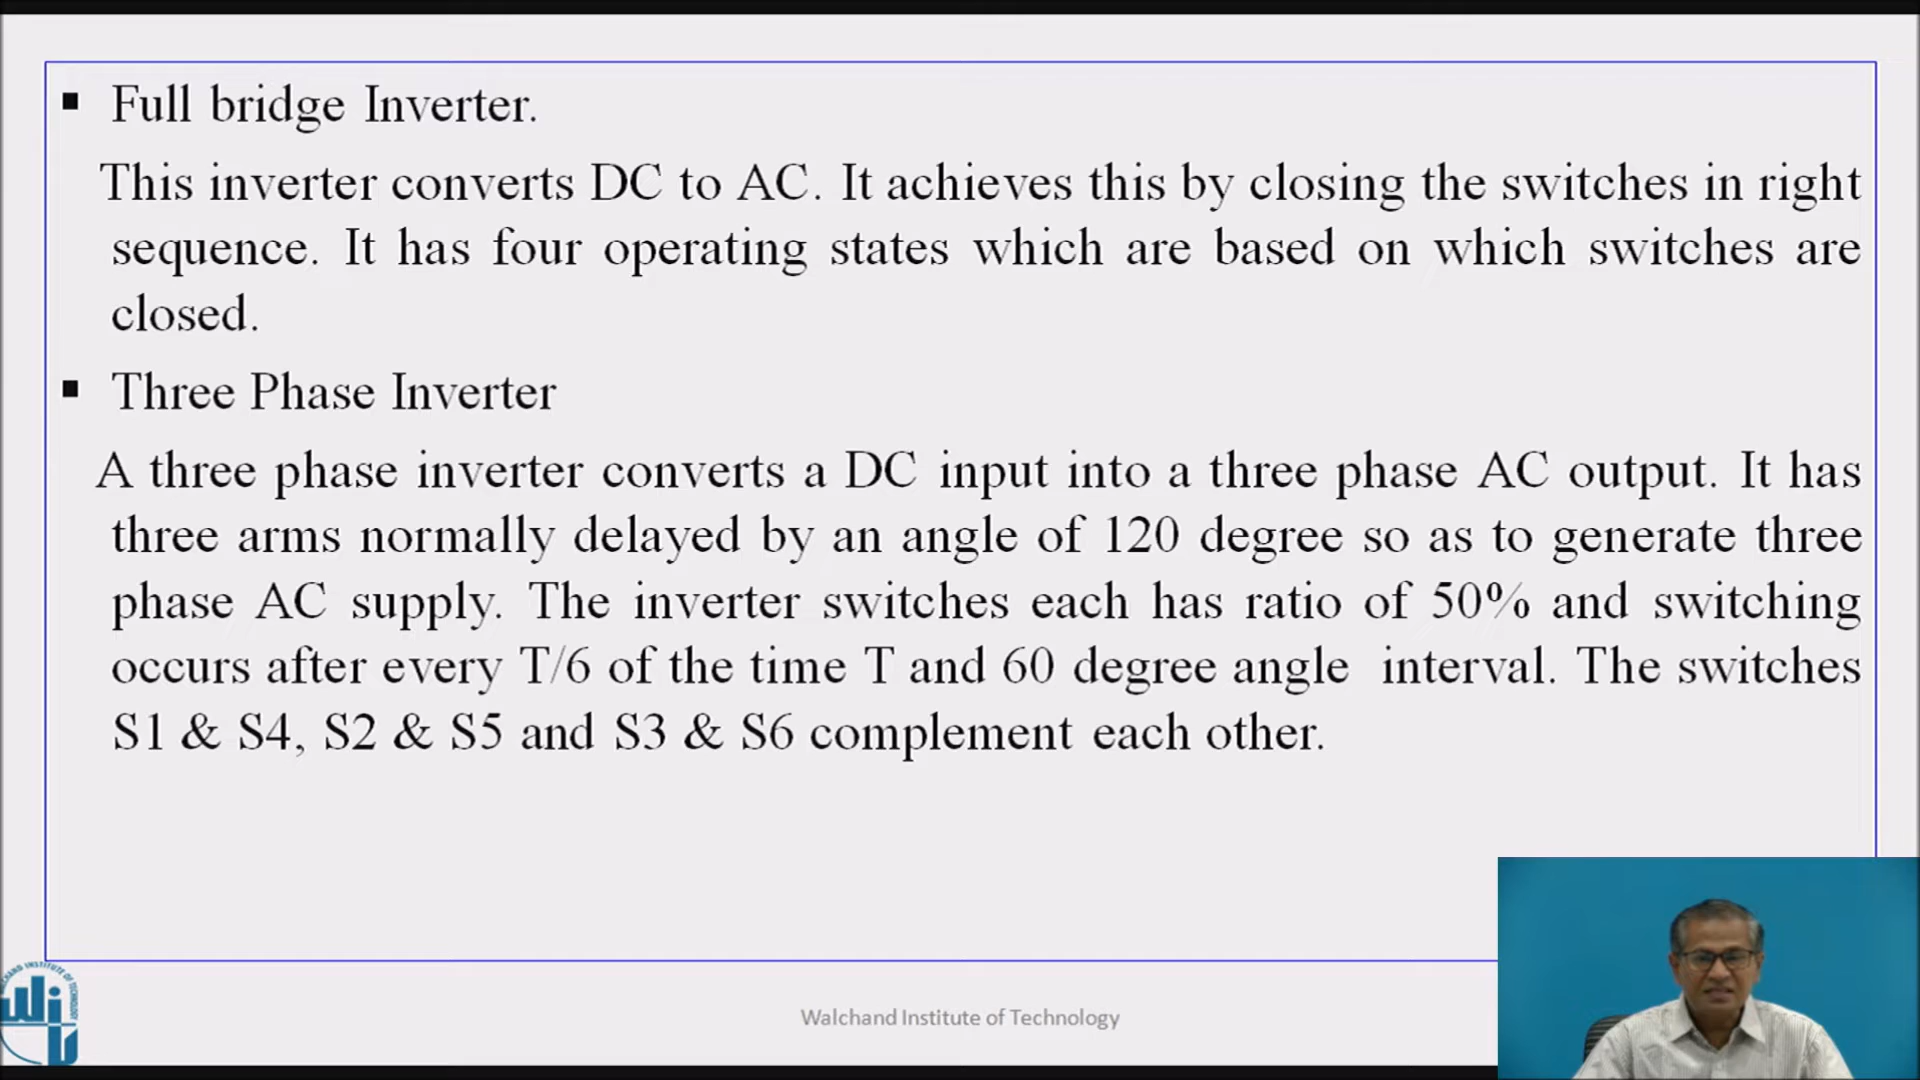 ▪ Full bridge Inverter.
This inverter converts DC to AC. It achieves this by closing the switches in right
sequence. It has four operating states which are based on which switches are
closed.
▪ Three Phase Inverter
A three phase inverter converts a DC input into a three phase AC output. It has
three arms normally delayed by an angle of 120 degree so as to generate three
phase AC supply. The inverter switches each has ratio of 50% and switching
occurs after every T/6 of the time T and 60 degree angle interval. The switches
S1 & S4, S2 & S5 and S3 & S6 complement each other.
WALCHAND INSTITUTE OF TECHNOLOGY
wit
Walchand Institute of Technology